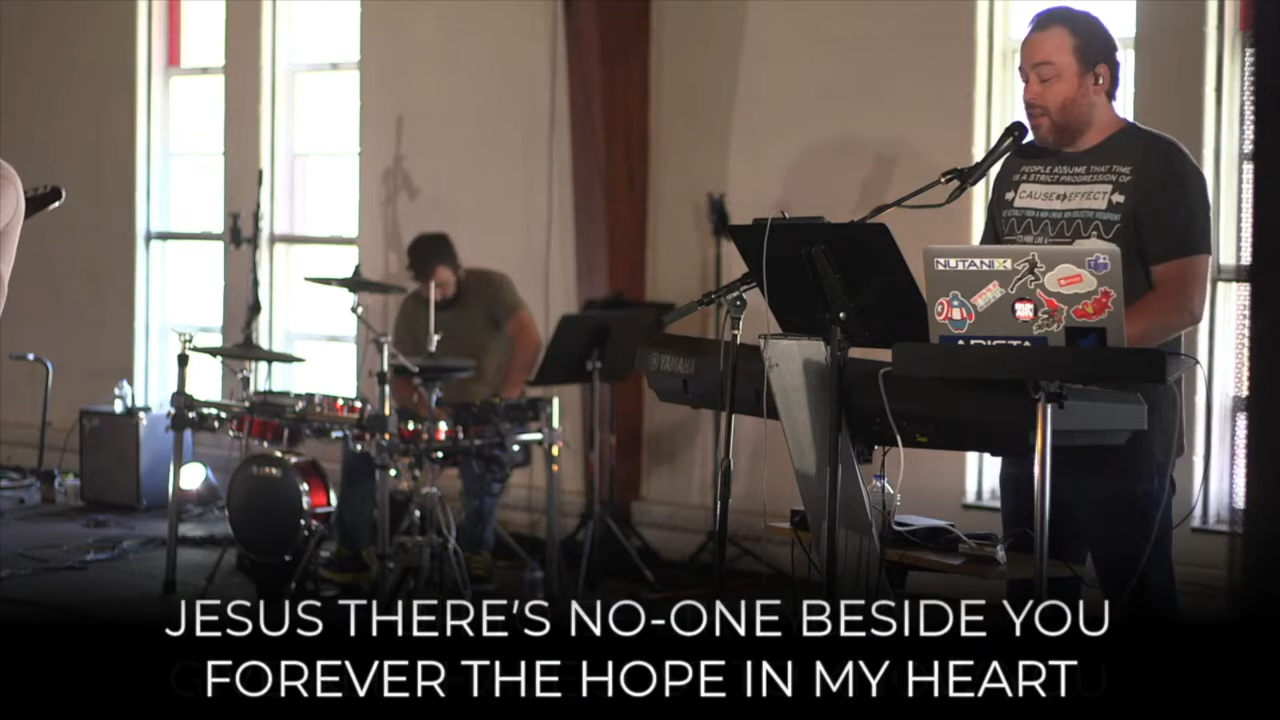 PEOPLE ASSUME THAT TIME
IS A STRICT PROGRESSION OF
CAUSE EFFECT
NUTANIX
YAMAHA
ARISTA
JESUS THERE'S NO-ONE BESIDE YOU
FOREVER THE HOPE IN MY HEART